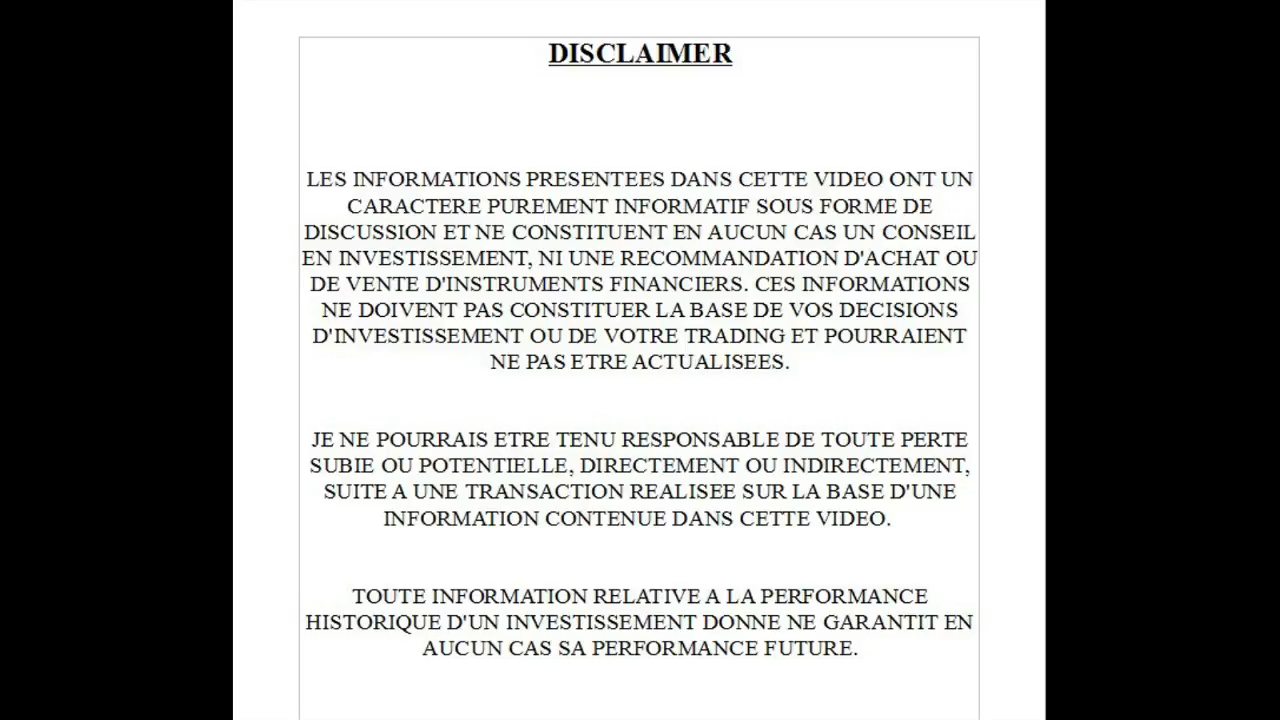 DISCLAIMER
LES INFORMATIONS PRESENTEES DANS CETTE VIDEO ONT UN
CARACTERE PUREMENT INFORMATIF SOUS FORME DE
DISCUSSION ET NE CONSTITUENT EN AUCUN CAS UN CONSEIL
EN INVESTISSEMENT, NI UNE RECOMMANDATION D'ACHAT OU
DE VENTE D'INSTRUMENTS FINANCIERS. CES INFORMATIONS
NE DOIVENT PAS CONSTITUER LA BASE DE VOS DECISIONS
D'INVESTISSEMENT OU DE VOTRE TRADING ET POURRAIENT
NE PAS ETRE ACTUALISEES.
JE NE POURRAIS ETRE TENU RESPONSABLE DE TOUTE PERTE
SUBIE OU POTENTIELLE, DIRECTEMENT OU INDIRECTEMENT,
SUITE A UNE TRANSACTION REALISEE SUR LA BASE D'UNE
INFORMATION CONTENUE DANS CETTE VIDEO.
TOUTE INFORMATION RELATIVE A LA PERFORMANCE
HISTORIQUE D'UN INVESTISSEMENT DONNE NE GARANTIT EN
AUCUN CAS SA PERFORMANCE FUTURE.